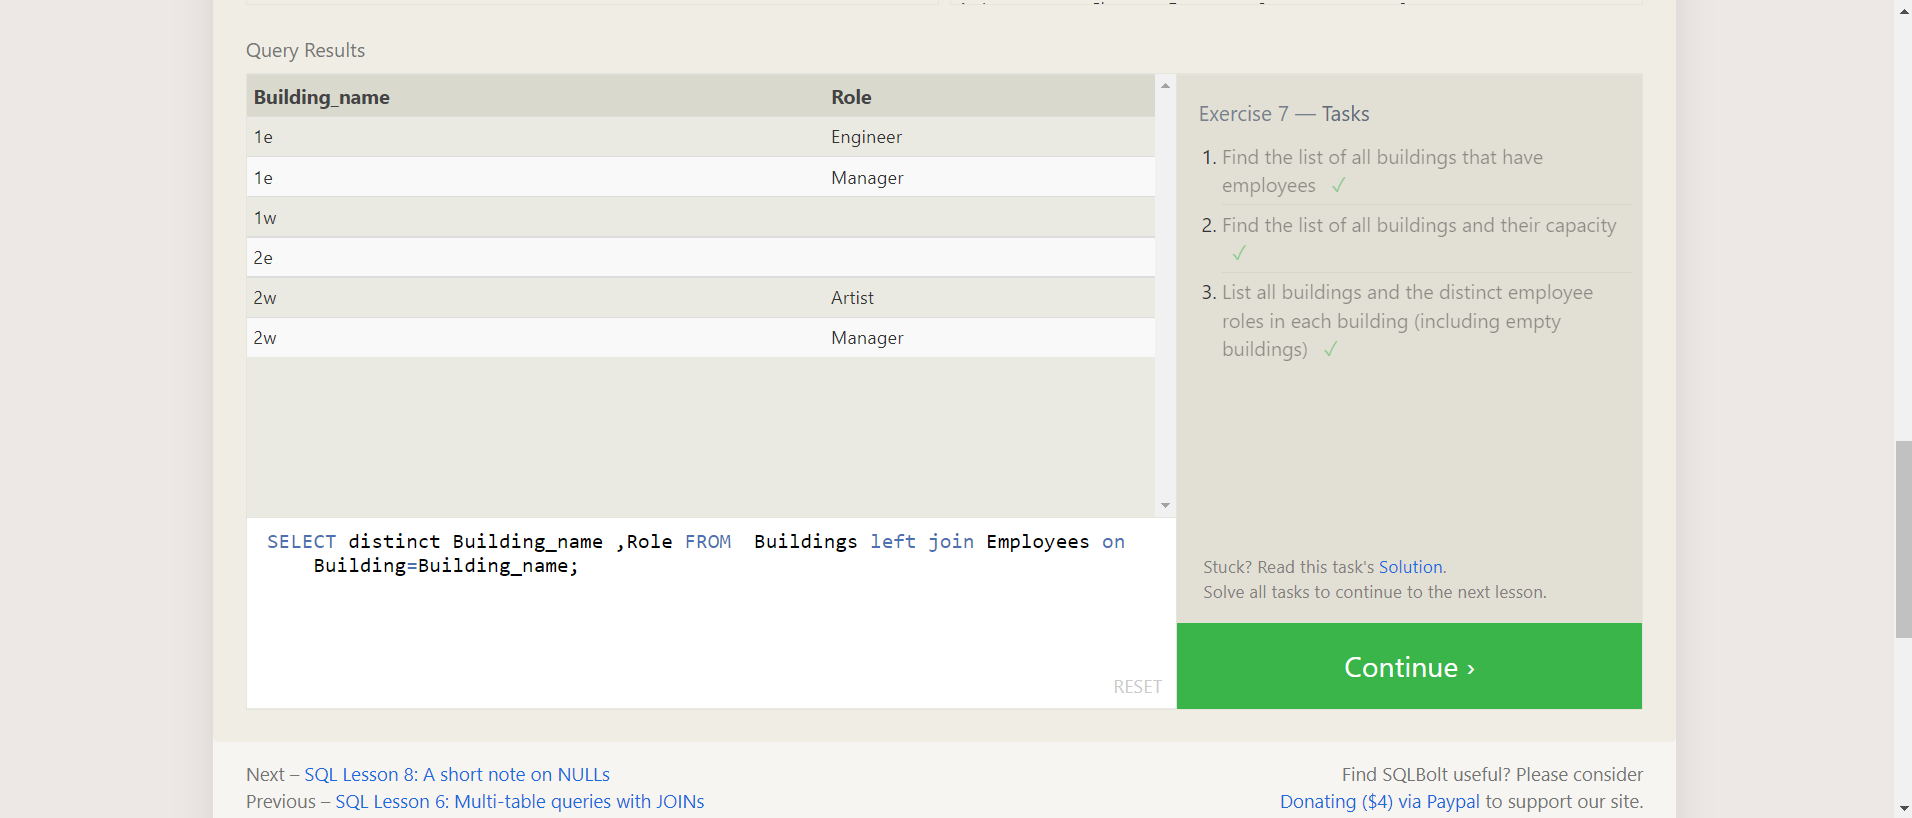 Query Results
Building_name Role
1e Engineer
1e Manager
1w
2e
2w Artist
2w Manager
SELECT distinct Building_name ,Role FROM  Buildings left join Employees on
Building=Building_name;
RESET
Exercise 7 — Tasks
1. Find the list of all buildings that have
employees ✓
2. Find the list of all buildings and their capacity
✓
3. List all buildings and the distinct employee
roles in each building (including empty
buildings) ✓
Stuck? Read this task's Solution.
Solve all tasks to continue to the next lesson.
Continue ›
Next – SQL Lesson 8: A short note on NULLs
Previous – SQL Lesson 6: Multi-table queries with JOINs
Find SQLBolt useful? Please consider
Donating ($4) via Paypal to support our site.